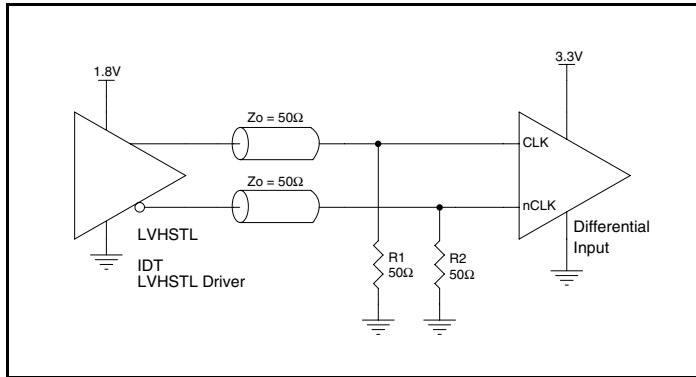 1.8V
3.3V
Zo = 50Ω
CLK
Zo = 50Ω
nCLK
LVHSTL
IDT
LVHSTL Driver
R1
50Ω
R2
50Ω
Differential
Input